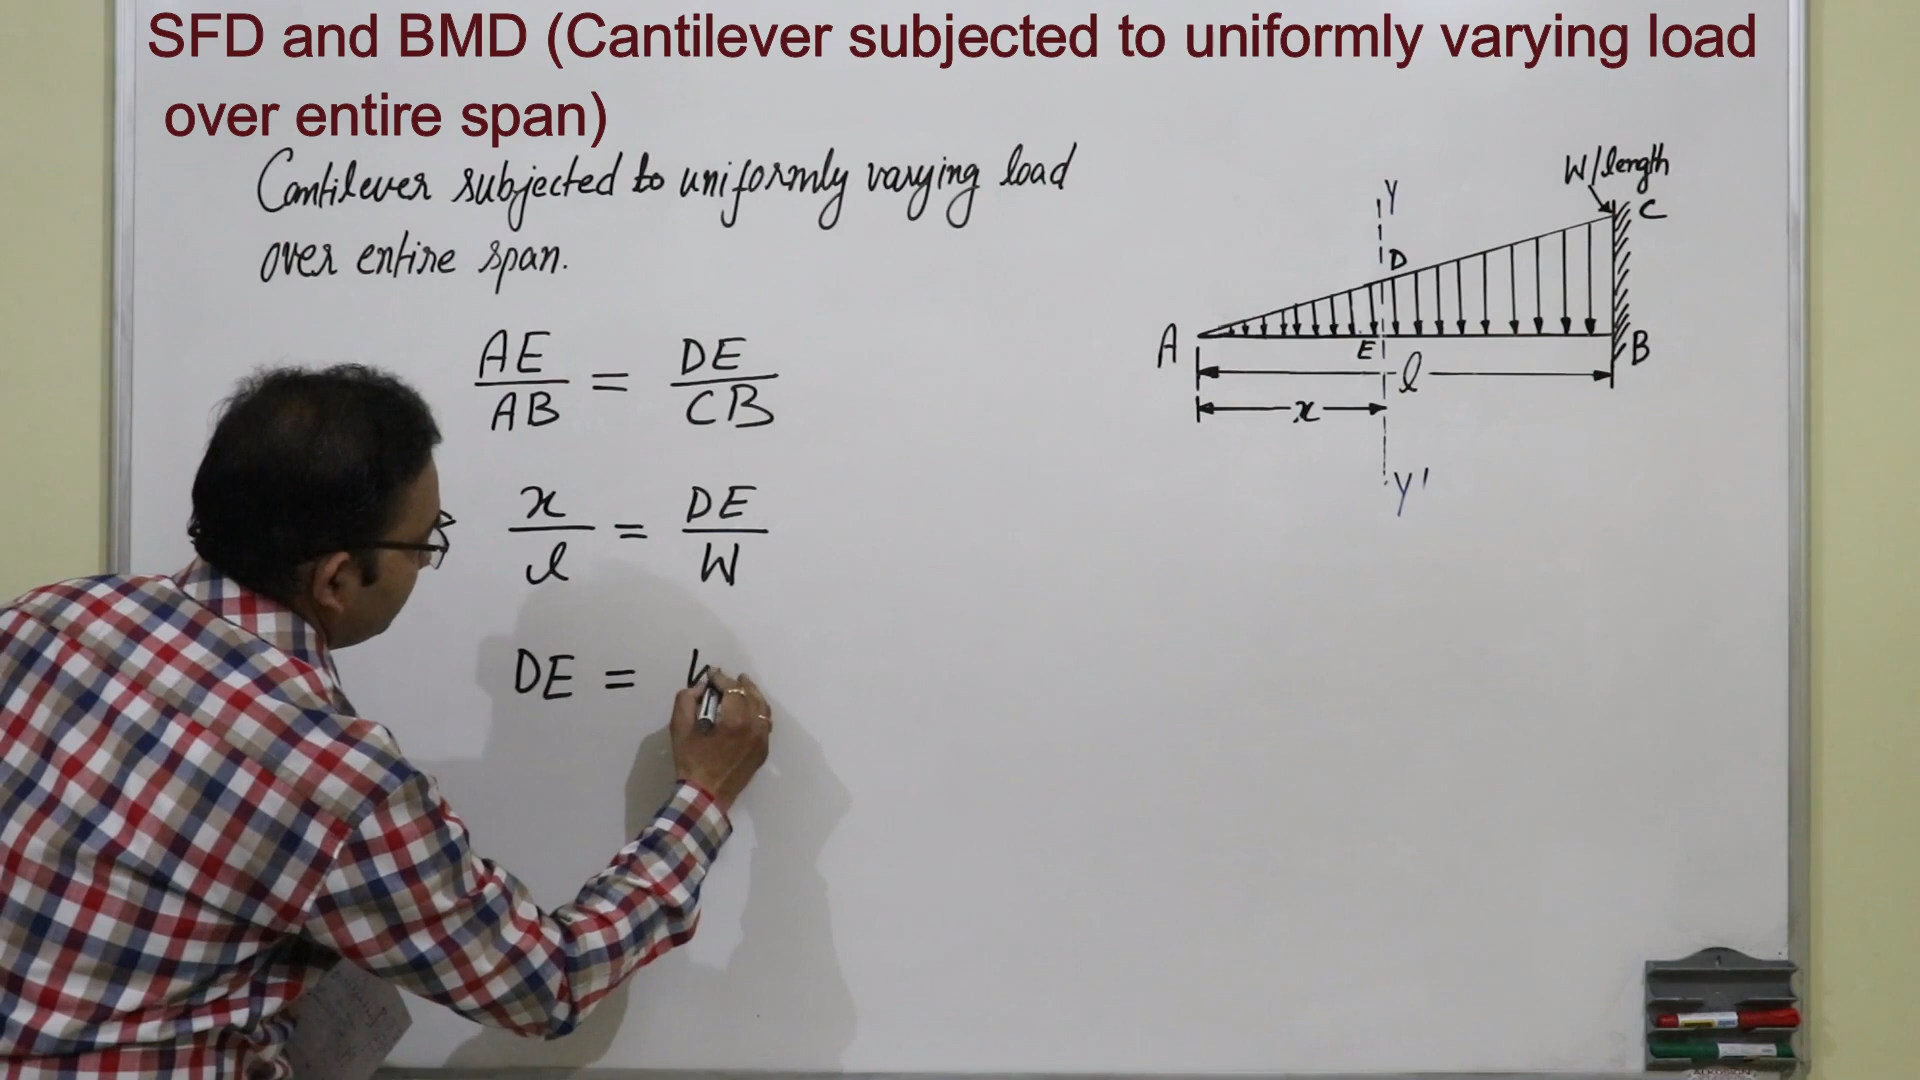 SFD and BMD (Cantilever subjected to uniformly varying load
over entire span)
Cantilever subjected to uniformly varying load
over entire span.
AE/AB = DE/CB
x/l = DE/W
DE = W
W/length
Y
C
D
A
E
B
l
x
Y'